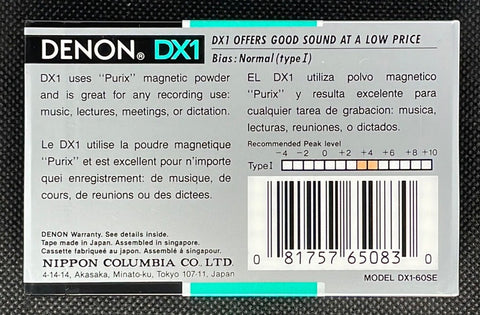 DENON® DX1
DX1 OFFERS GOOD SOUND AT A LOW PRICE
Bias: Normal (type I)
DX1 uses "Purix" magnetic powder
and is great for any recording use:
music, lectures, meetings, or dictation.
Le DX1 utilise la poudre magnetique
"Purix" et est excellent pour n'importe
quei enregistrement: de musique, de
cours, de reunions ou des dictees.
EL DX1 utiliza polvo magnetico
"Purix" y resulta excelente para
cualquier tarea de grabacion: musica,
lecturas, reuniones, o dictados.
Recommended Peak level
-4 -2 0 +2 +4 +6 +8 +10
Type I
DENON Warranty. See details inside.
Tape made in Japan. Assembled in singapore.
Cassette fabriquee au japon. Assemblee à singapore.
NIPPON COLUMBIA CO. LTD.
4-14-14, Akasaka, Minato-ku, Tokyo 107-11, Japan
0 81757 65083 0
MODEL DX1-60SE